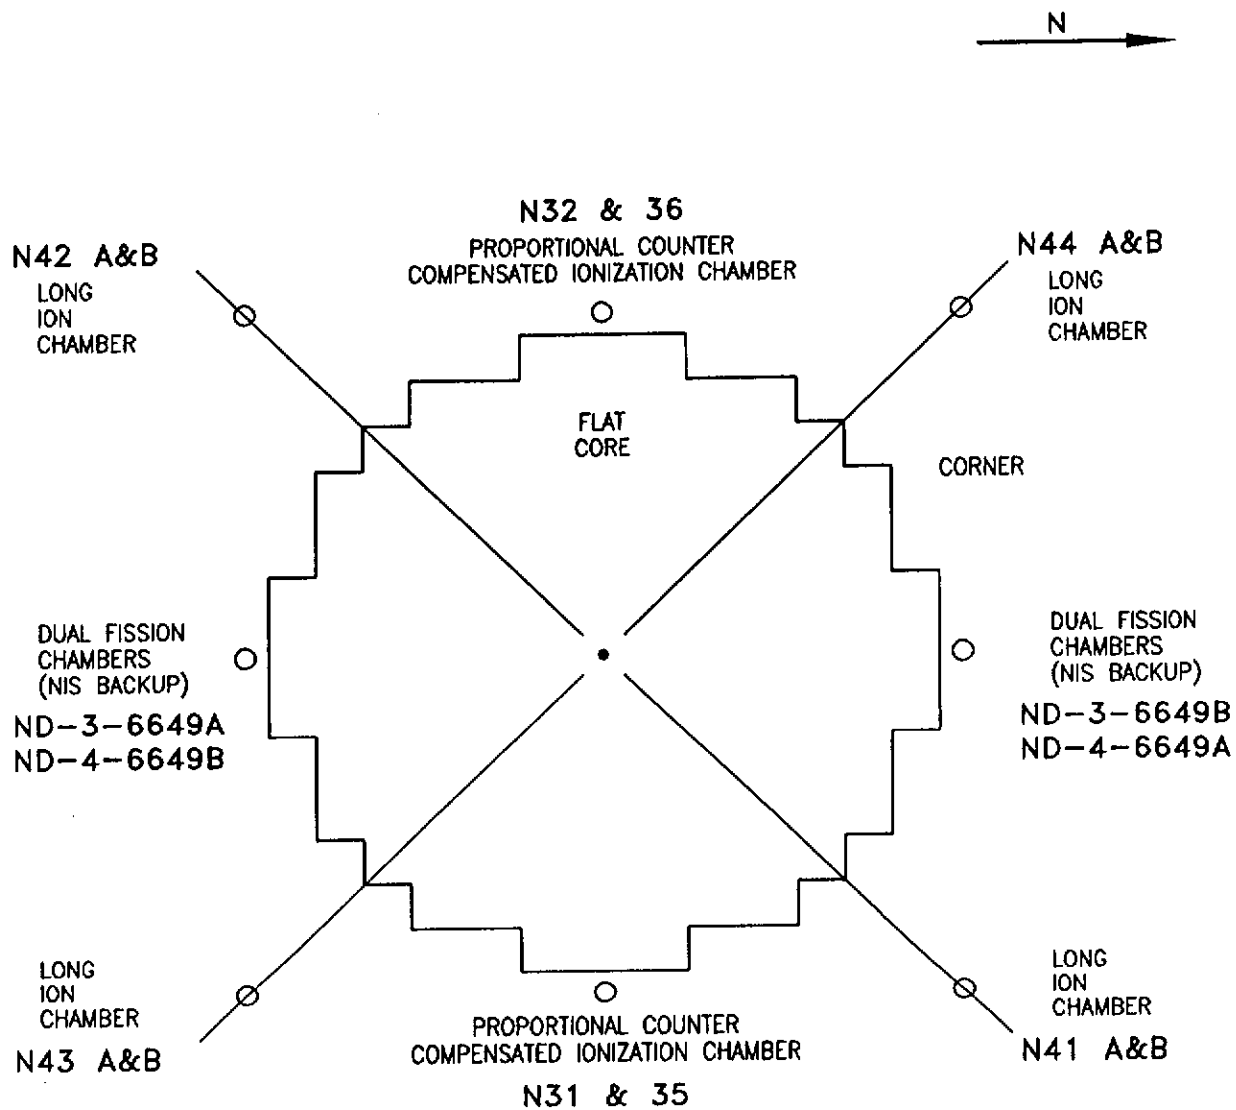 N
N32 & 36
PROPORTIONAL COUNTER
COMPENSATED IONIZATION CHAMBER
N42 A&B
LONG
ION
CHAMBER
N44 A&B
LONG
ION
CHAMBER
FLAT
CORE
CORNER
DUAL FISSION
CHAMBERS
(NIS BACKUP)
ND-3-6649A
ND-4-6649B
DUAL FISSION
CHAMBERS
(NIS BACKUP)
ND-3-6649B
ND-4-6649A
LONG
ION
CHAMBER
N43 A&B
PROPORTIONAL COUNTER
COMPENSATED IONIZATION CHAMBER
N31 & 35
LONG
ION
CHAMBER
N41 A&B